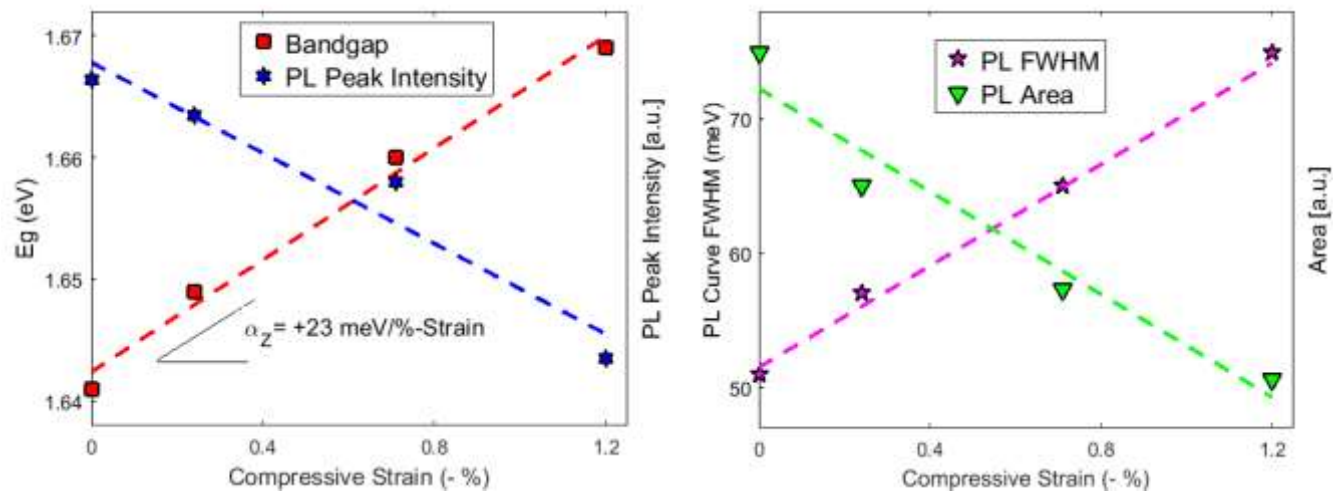 Bandgap
PL Peak Intensity
1.67
1.66
1.65
1.64
Eg (eV)
α_Z= +23 meV/%-Strain
0
0.4
0.8
1.2
Compressive Strain (- %)
PL Peak Intensity [a.u.]
PL FWHM
PL Area
70
60
50
PL Curve FWHM (meV)
0
0.4
0.8
1.2
Compressive Strain (- %)
Area [a.u.]